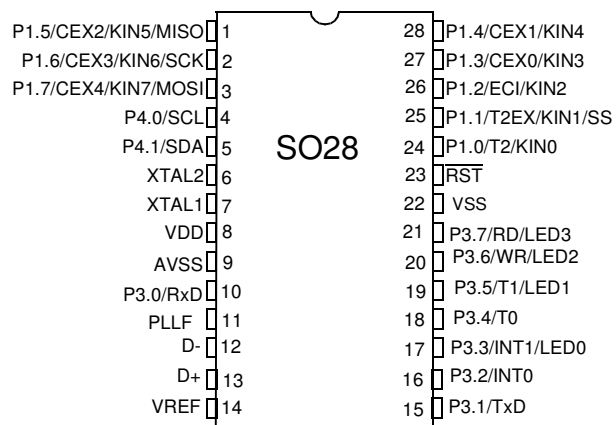 P1.5/CEX2/KIN5/MISO 1 28 P1.4/CEX1/KIN4
P1.6/CEX3/KIN6/SCK 2 27 P1.3/CEX0/KIN3
P1.7/CEX4/KIN7/MOSI 3 26 P1.2/ECI/KIN2
P4.0/SCL 4 25 P1.1/T2EX/KIN1/SS
P4.1/SDA 5 SO28 24 P1.0/T2/KIN0
XTAL2 6 23 RST
XTAL1 7 22 VSS
VDD 8 21 P3.7/RD/LED3
AVSS 9 20 P3.6/WR/LED2
P3.0/RxD 10 19 P3.5/T1/LED1
PLLF 11 18 P3.4/T0
D- 12 17 P3.3/INT1/LED0
D+ 13 16 P3.2/INT0
VREF 14 15 P3.1/TxD